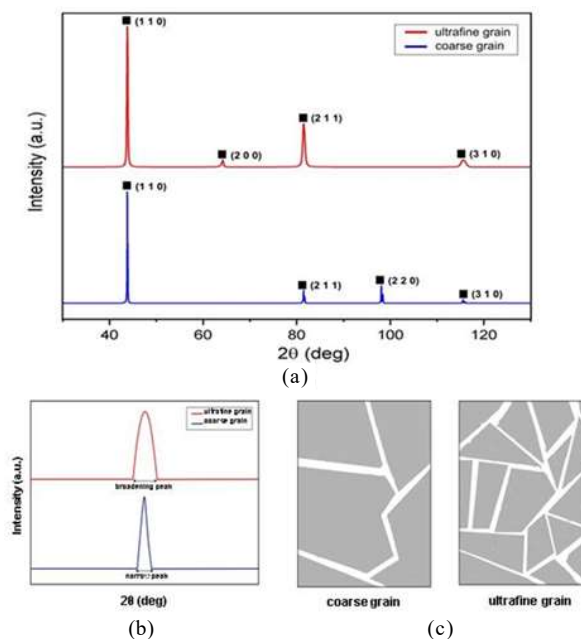 (1 1 0)
ultrafine grain
coarse grain
(2 1 1)
(2 0 0)
(3 1 0)
(1 1 0)
(2 1 1)
(2 2 0)
(3 1 0)
Intensity (a.u.)
40 60 80 100 120
2θ (deg)
(a)
ultrafine grain
coarse grain
broadening peak
narrow peak
Intensity (a.u.)
2θ (deg)
coarse grain
ultrafine grain
(b)
(c)